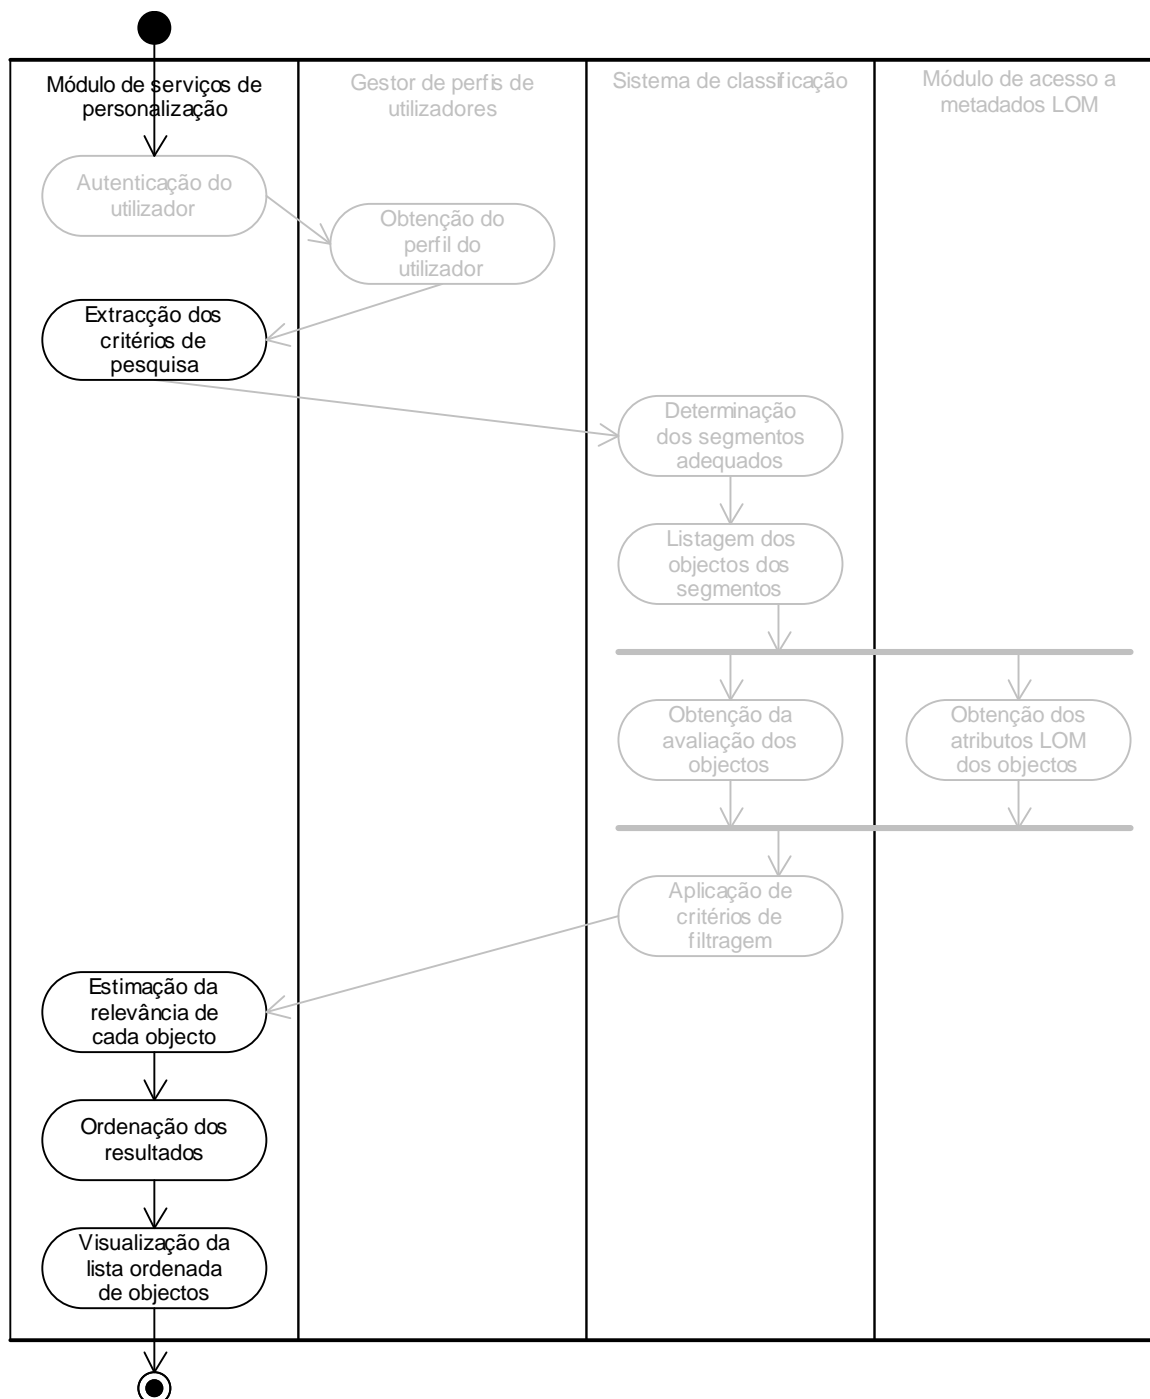 Módulo de serviços de
personalização
Gestor de perfis de
utilizadores
Sistema de classificação
Módulo de acesso a
metadados LOM
Autenticação do
utilizador
Obtenção do
perfil do
utilizador
Extracção dos
critérios de
pesquisa
Determinação
dos segmentos
adequados
Listagem dos
objectos dos
segmentos
Obtenção da
avaliação dos
objectos
Obtenção dos
atributos LOM
dos objectos
Aplicação de
critérios de
filtragem
Estimação da
relevância de
cada objecto
Ordenação dos
resultados
Visualização da
lista ordenada
de objectos